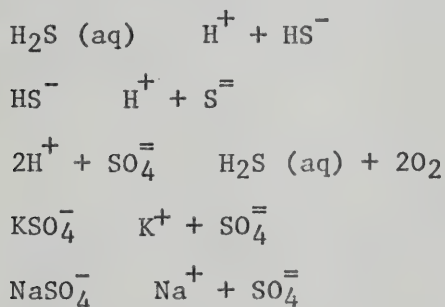 H₂S (aq) H⁺ + HS⁻
HS⁻ H⁺ + S⁼
2H⁺ + SO₄⁼ H₂S (aq) + 2O₂
KSO₄⁻ K⁺ + SO₄⁼
NaSO₄⁻ Na⁺ + SO₄⁼